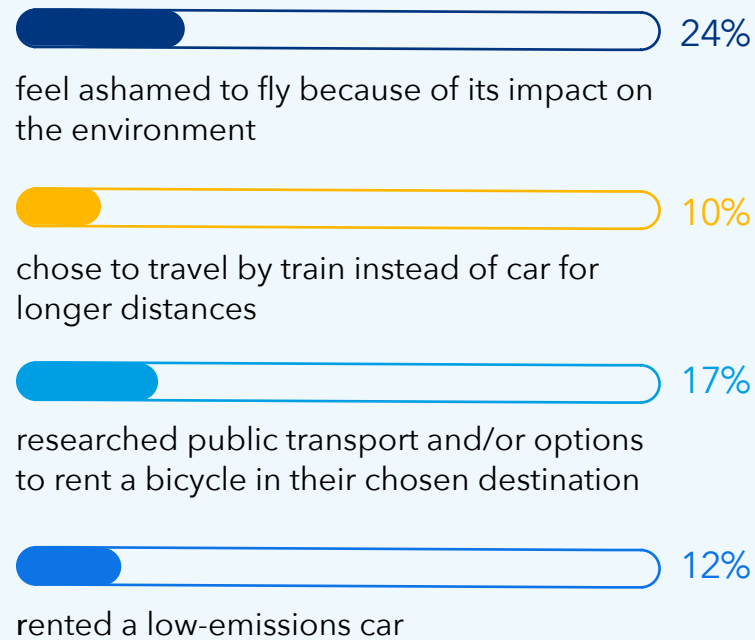 24%
feel ashamed to fly because of its impact on
the environment
10%
chose to travel by train instead of car for
longer distances
17%
researched public transport and/or options
to rent a bicycle in their chosen destination
12%
rented a low-emissions car